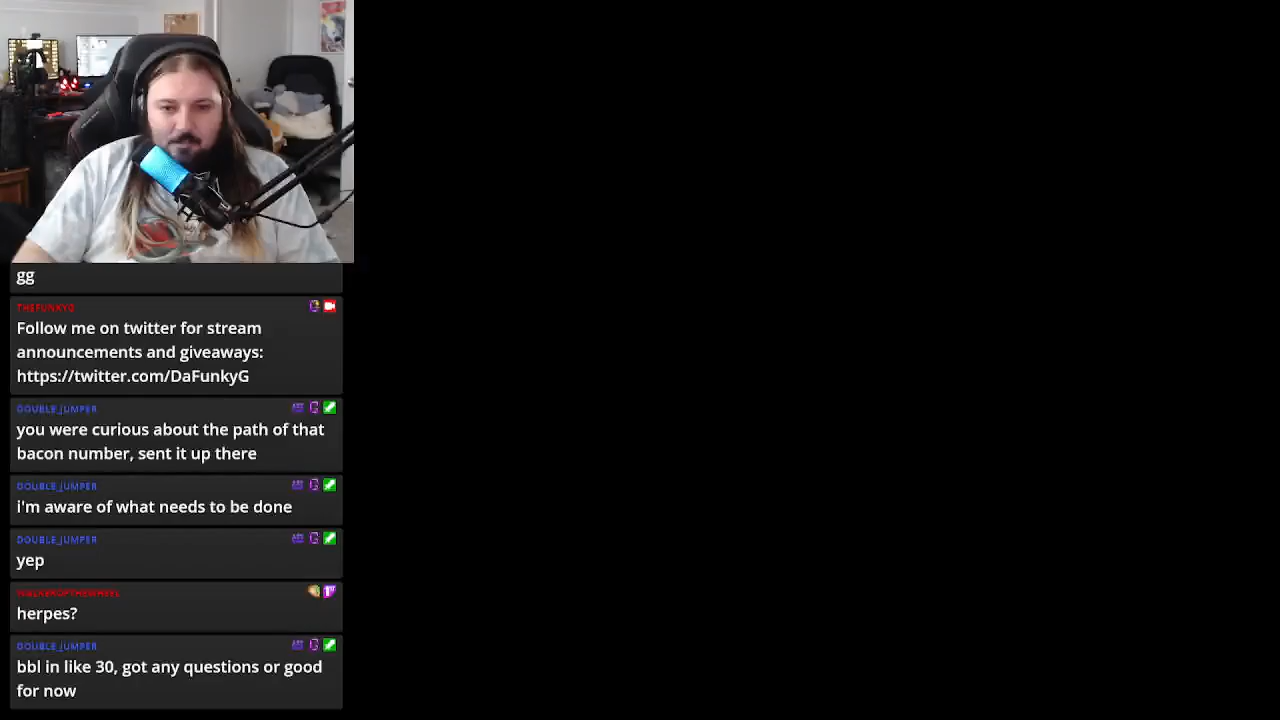 gg
THEFUNKYG
Follow me on twitter for stream
announcements and giveaways:
https://twitter.com/DaFunkyG
DOUBLE_JUMPER
you were curious about the path of that
bacon number, sent it up there
DOUBLE_JUMPER
i'm aware of what needs to be done
DOUBLE_JUMPER
yep
WALKEROFTHEWHEEL
herpes?
DOUBLE_JUMPER
bbl in like 30, got any questions or good
for now